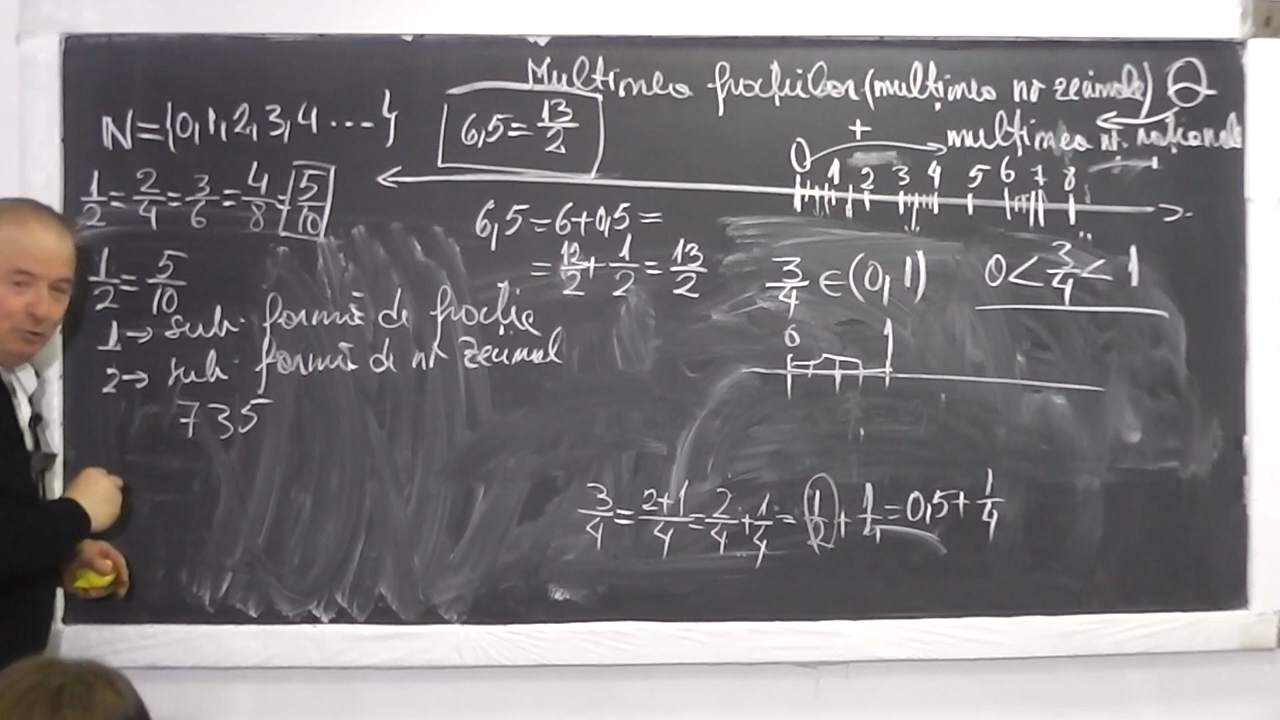 Multimea fracțiilor (multimea nr zecimale) Q
multimea nr. rationale
N={0,1,2,3,4 ....}
6,5=13/2
+
0 1 2 3 4 5 6 7 8
1/2=2/4=3/6=4/8=5/10
6,5=6+0,5=
=12/2+1/2=13/2
3/4 ∈(0,1)
0<3/4<1
1/2=5/10
1→ sub formă de fracție
2→ sub formă de nr zecimal
735
0 1
3/4=2+1/4=2/4+1/4=1/2+1/4=0,5+1/4